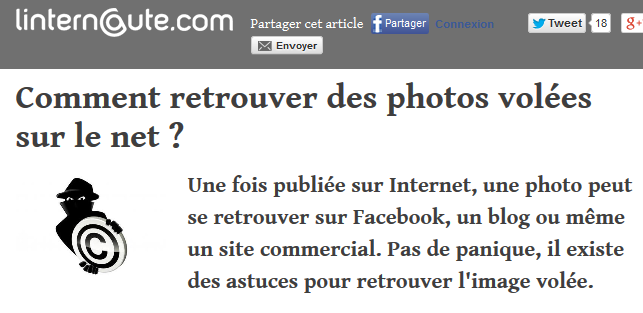 linternaute.com
Partager cet article
Partager
Connexion
Tweet
18
g+
Envoyer
Comment retrouver des photos volées
sur le net ?
Une fois publiée sur Internet, une photo peut
se retrouver sur Facebook, un blog ou même
un site commercial. Pas de panique, il existe
des astuces pour retrouver l'image volée.